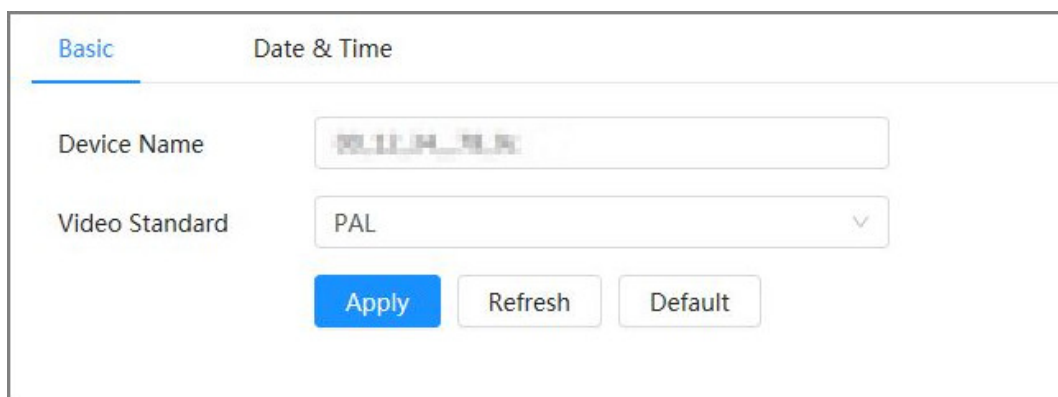 Basic Date & Time
Device Name
Video Standard PAL
Apply Refresh Default